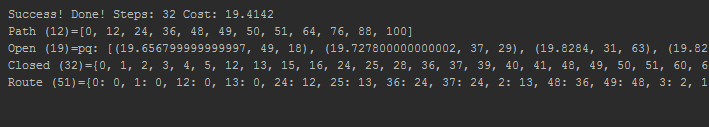 Success! Done! Steps: 32 Cost: 19.4142
Path (12)=[0, 12, 24, 36, 48, 49, 50, 51, 64, 76, 88, 100]
Open (19)=pq: [(19.656799999999997, 49, 18), (19.727800000000002, 37, 29), (19.8284, 31, 63), (19.82
Closed (32)={0, 1, 2, 3, 4, 5, 12, 13, 15, 16, 24, 25, 28, 36, 37, 39, 40, 41, 48, 49, 50, 51, 60, 6
Route (51)={0: 0, 1: 0, 12: 0, 13: 0, 24: 12, 25: 13, 36: 24, 37: 24, 2: 13, 48: 36, 49: 48, 3: 2, 1